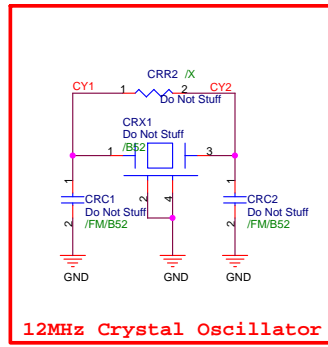 CRR2 /X
CY1 1 2 CY2
Do Not Stuff
CRX1
Do Not Stuff
/B52
1 3
1 2 4 1
CRC1 CRC2
Do Not Stuff Do Not Stuff
2 /FM/B52 2 /FM/B52
GND GND GND
12MHz Crystal Oscillator